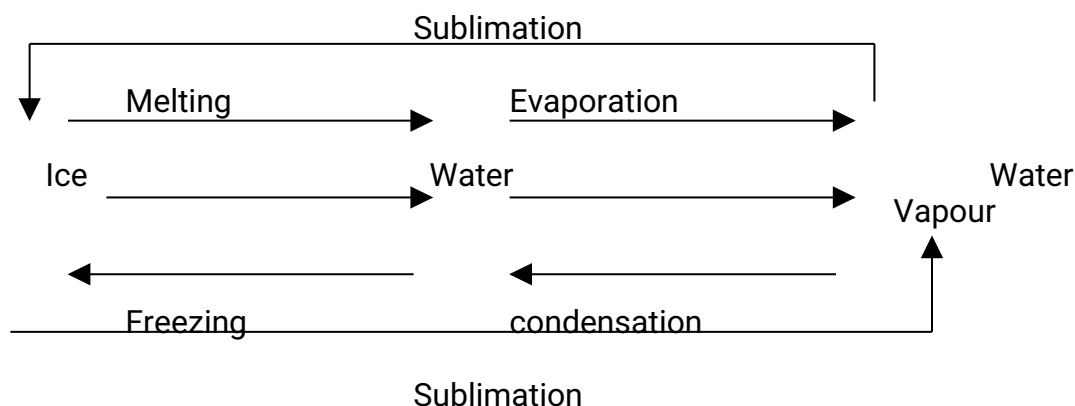 Sublimation
Melting Evaporation
Ice Water Water
Vapour
Freezing condensation
Sublimation